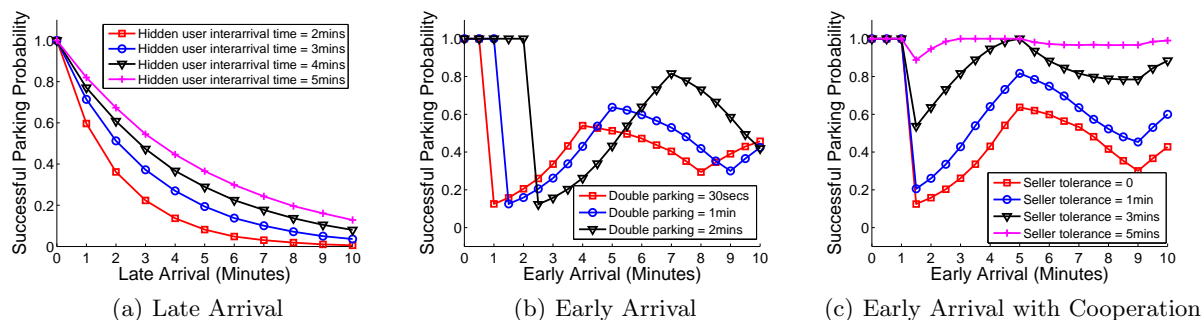 Successful Parking Probability
1.0
0.8
0.6
0.4
0.2
0
Hidden user interarrival time = 2mins
Hidden user interarrival time = 3mins
Hidden user interarrival time = 4mins
Hidden user interarrival time = 5mins
0 1 2 3 4 5 6 7 8 9 10
Late Arrival (Minutes)
(a) Late Arrival
Successful Parking Probability
1.0
0.8
0.6
0.4
0.2
0
Double parking = 30secs
Double parking = 1min
Double parking = 2mins
0 1 2 3 4 5 6 7 8 9 10
Early Arrival (Minutes)
(b) Early Arrival
Successful Parking Probability
1.0
0.8
0.6
0.4
0.2
0
Seller tolerance = 0
Seller tolerance = 1min
Seller tolerance = 3mins
Seller tolerance = 5mins
0 1 2 3 4 5 6 7 8 9 10
Early Arrival (Minutes)
(c) Early Arrival with Cooperation